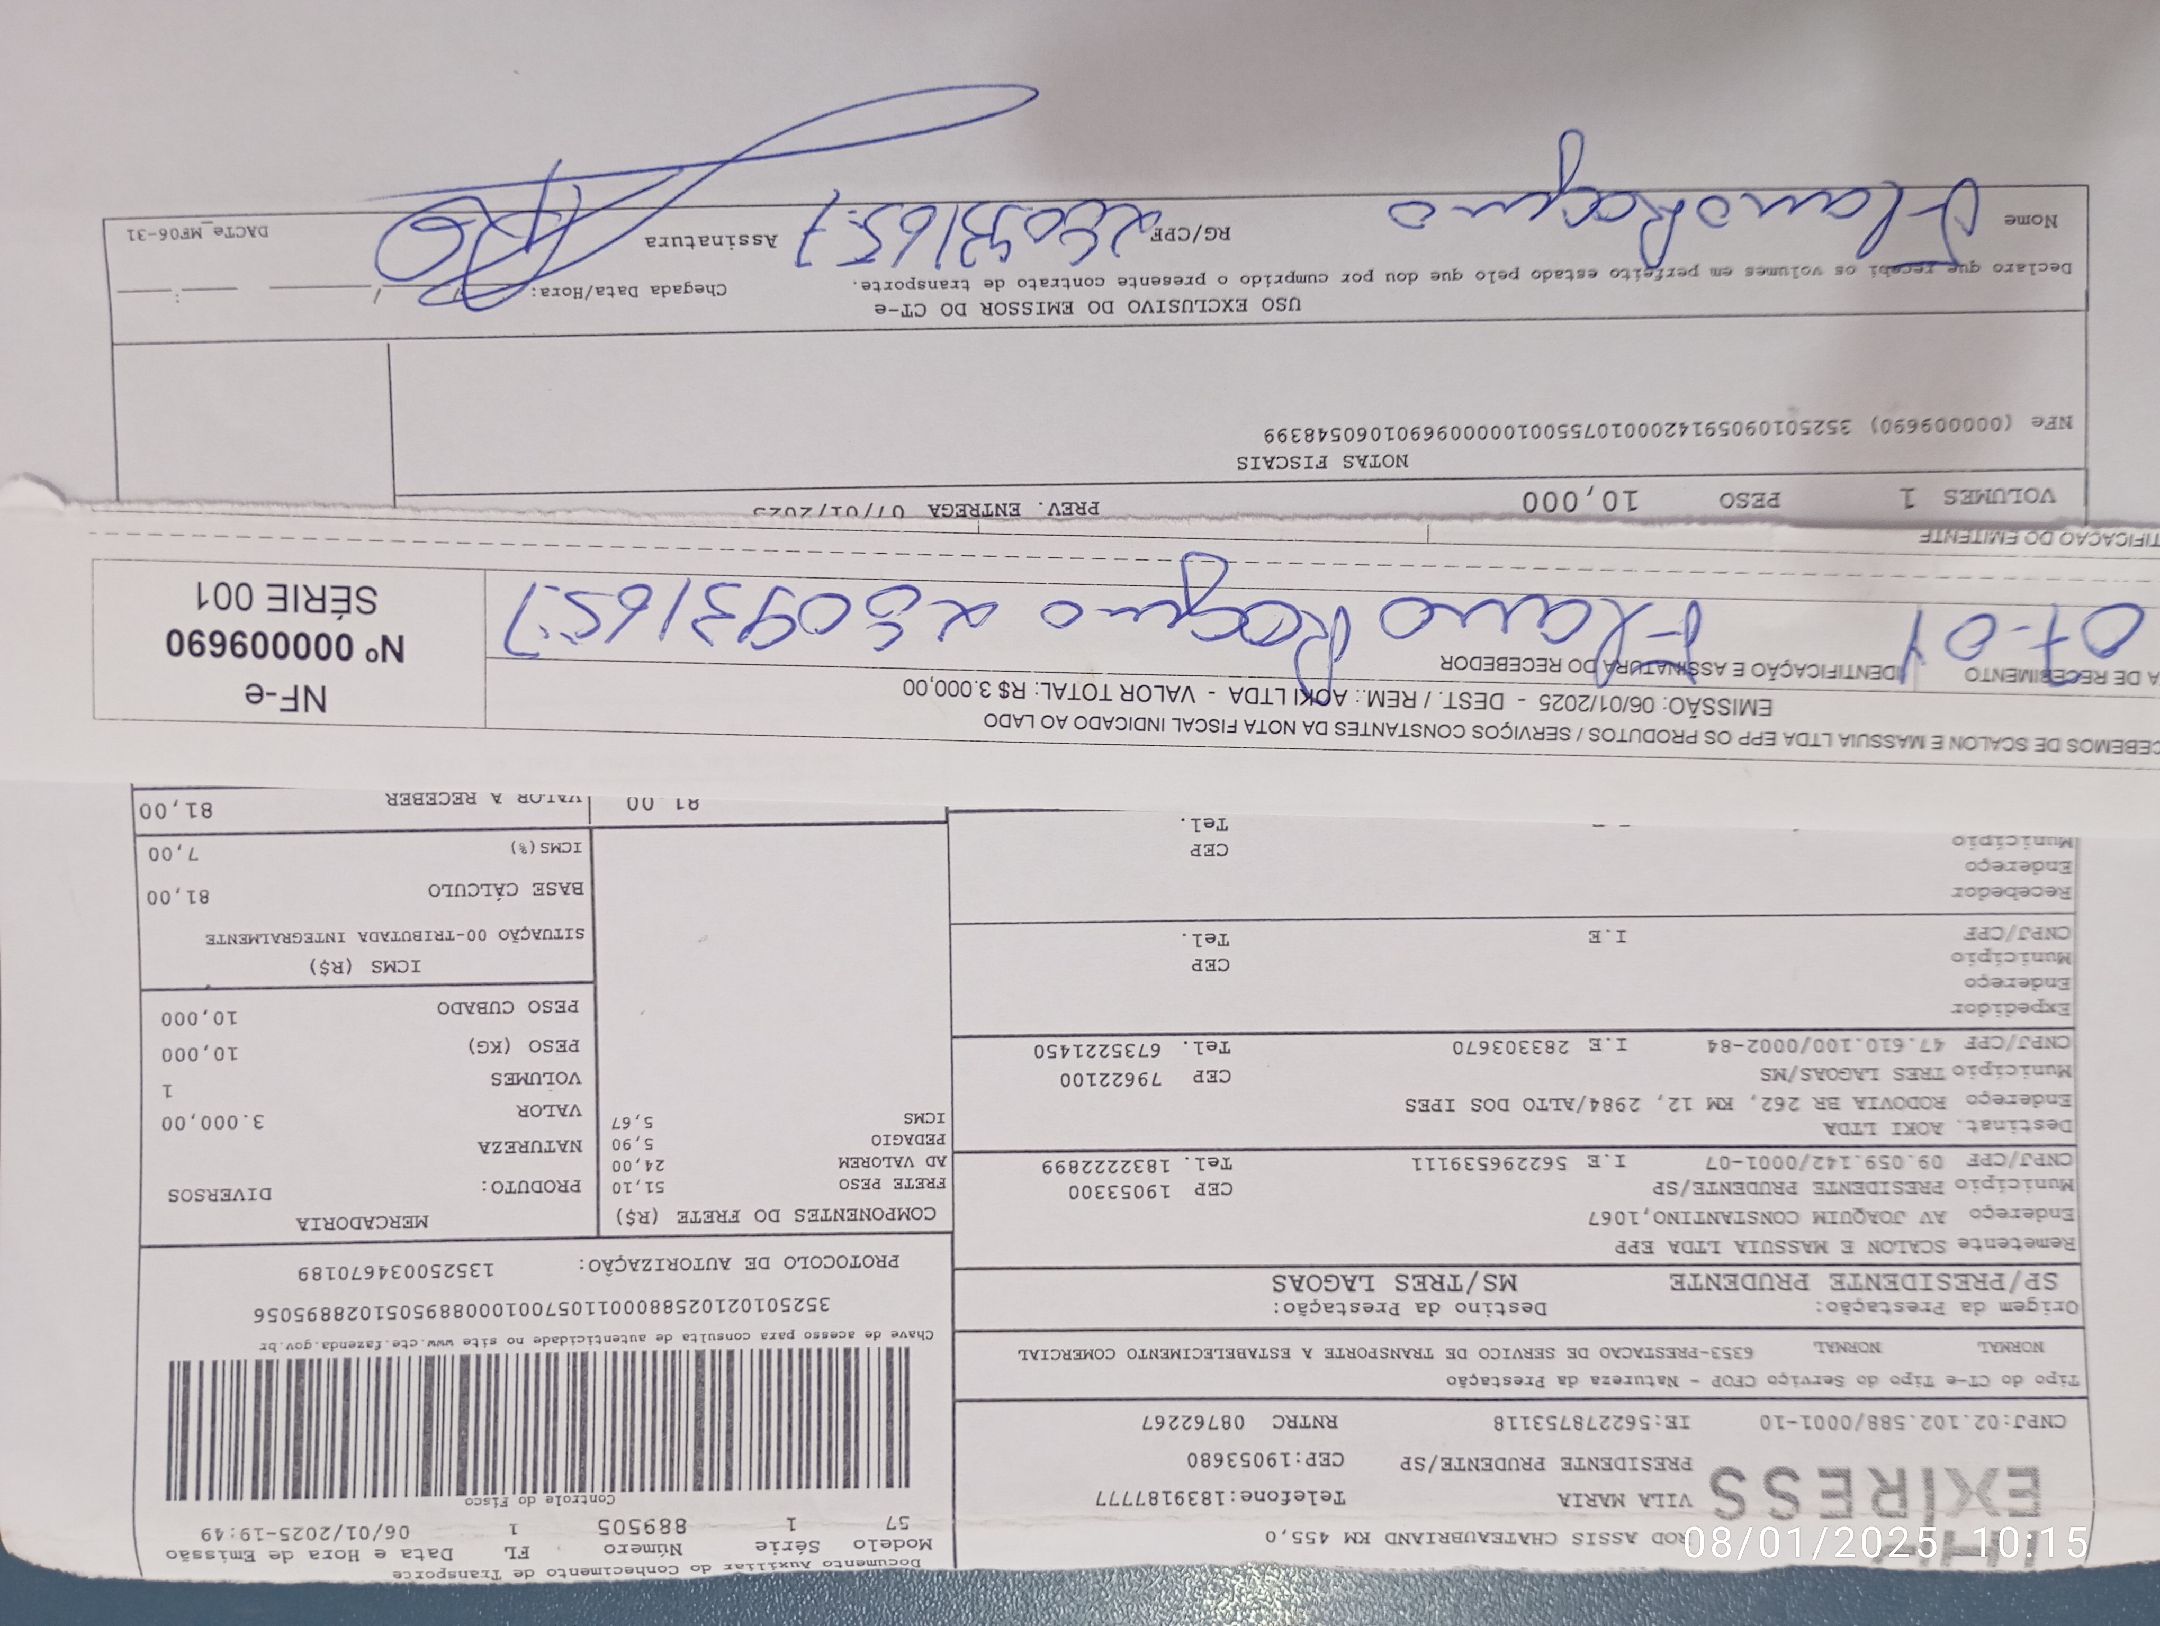 Documento Auxiliar do Conhecimento de Transporte
EXPRESS
ROD ASSIS CHATEAUBRIAND KM 455,0
VILA MARIA Telefone:1839187777
PRESIDENTE PRUDENTE/SP CEP:19053680
CNPJ:02.102.588/0001-10 IE:562278753118 RNTRC 08762267
Modelo Série Número FL Data e Hora de Emissão
57 1 889505 1 06/01/2025-19:49
Controle do Fisco
Chave de acesso para consulta de autenticidade no site www.cte.fazenda.gov.br
35250102102588000110570010008895051028895056
PROTOCOLO DE AUTORIZAÇÃO: 135250034670189
Tipo do CT-e Tipo do Serviço CFOP - Natureza da Prestação
NORMAL NORMAL 6353-PRESTACAO DE SERVICO DE TRANSPORTE A ESTABELECIMENTO COMERCIAL
Origem da Prestação: Destino da Prestação:
SP/PRESIDENTE PRUDENTE MS/TRES LAGOAS
Remetente SCALON E MASSUIA LTDA EPP
Endereço AV JOAQUIM CONSTANTINO,1067
Município PRESIDENTE PRUDENTE/SP CEP 19053300
CNPJ/CPF 09.059.142/0001-07 I.E 562296539111 Tel. 1832222899
Destinat. AOKI LTDA
Endereço RODOVIA BR 262, KM 12, 2984/ALTO DOS IPES
Município TRES LAGOAS/MS CEP 79622100
CNPJ/CPF 47.610.100/0002-84 I.E 28303670 Tel. 6735221450
Expedidor
Endereço
Município CEP
CNPJ/CPF I.E Tel.
Recebedor
Endereço
Município CEP
Tel.
COMPONENTES DO FRETE (R$)
FRETE PESO 51,10
AD VALOREM 24,00
PEDAGIO 5,90
ICMS 5,67
81,00
MERCADORIA
PRODUTO: DIVERSOS
NATUREZA
VALOR 3.000,00
VOLUMES 1
PESO (KG) 10,000
PESO CUBADO 10,000
ICMS (R$)
SITUAÇÃO 00-TRIBUTADA INTEGRALMENTE
BASE CÁLCULO 81,00
ICMS(%) 7,00
VALOR A RECEBER 81,00
CEBEMOS DE SCALON E MASSUIA LTDA EPP OS PRODUTOS / SERVIÇOS CONSTANTES DA NOTA FISCAL INDICADO AO LADO
EMISSÃO: 06/01/2025 - DEST. / REM.: AOKI LTDA - VALOR TOTAL: R$ 3.000,00
A DE RECEBIMENTO IDENTIFICAÇÃO E ASSINATURA DO RECEBEDOR
NF-e
Nº 000009690
SÉRIE 001
TIFICAÇÃO DO EMITENTE
VOLUMES 1 PESO 10,000 PREV. ENTREGA 07/01/2025
NOTAS FISCAIS
NFe (000009690) 35250109059142000107550010000096901060548399
USO EXCLUSIVO DO EMISSOR DO CT-e
Declaro que recebi os volumes em perfeito estado pelo que dou por cumprido o presente contrato de transporte. Chegada Data/Hora:
Nome RG/CPF Assinatura
DACTe MF06-31
08/01/2025 10:15